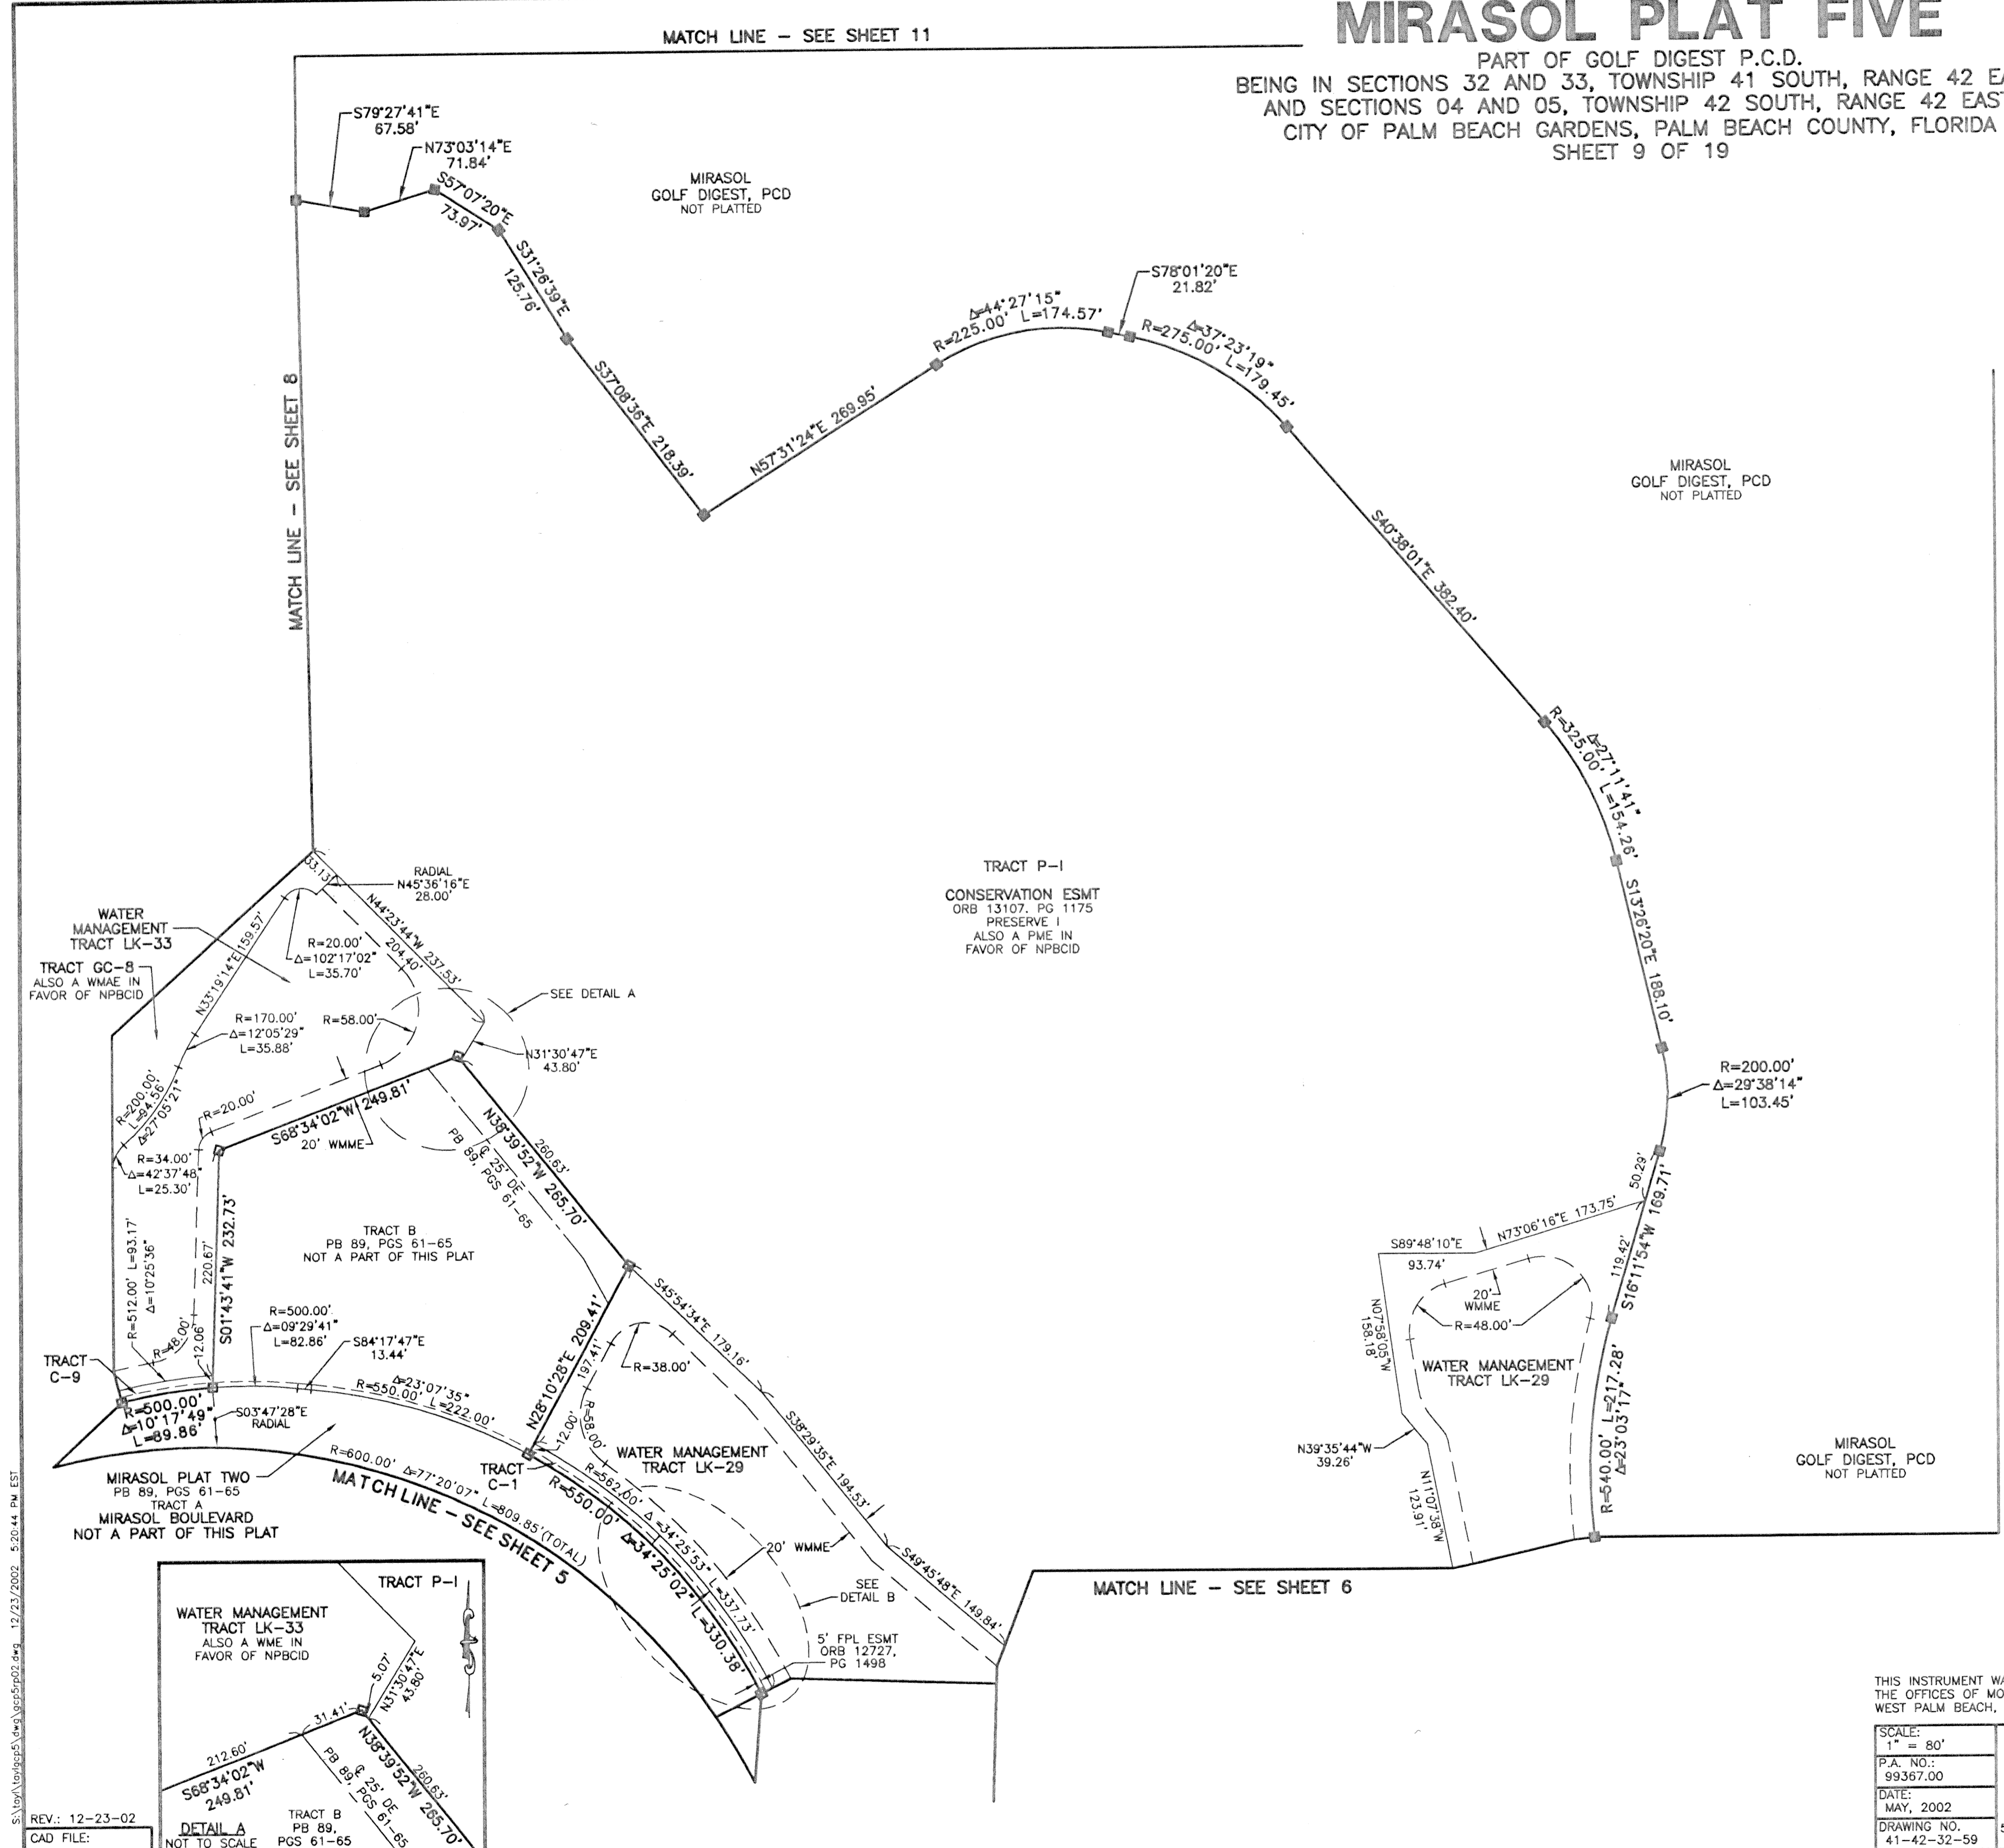 MIRASOL PLAT FIVE
PART OF GOLF DIGEST P.C.D.
BEING IN SECTIONS 32 AND 33, TOWNSHIP 41 SOUTH, RANGE 42
AND SECTIONS 04 AND 05, TOWNSHIP 42 SOUTH, RANGE 42 EAS
CITY OF PALM BEACH GARDENS, PALM BEACH COUNTY, FLORIDA
SHEET 9 OF 19
MATCH LINE - SEE SHEET 11
S79°27'41"E
67.58'
N73°03'14"E
71.84'
S57°07'20"E
73.97'
S31°26'39"E
125.76'
S37°08'36"E 218.39'
N57°31'24"E 269.95'
MIRASOL
GOLF DIGEST, PCD
NOT PLATTED
Δ=44°27'15"
R=225.00' L=174.57'
S78°01'20"E
21.82'
Δ=37°23'19"
R=275.00' L=179.45'
MATCH LINE - SEE SHEET 8
MIRASOL
GOLF DIGEST, PCD
NOT PLATTED
S40°38'01"E 382.40'
Δ=27°11'41"
R=325.00' L=154.26'
S13°26'20"E 188.10'
R=200.00'
Δ=29°38'14"
L=103.45'
TRACT P-I
CONSERVATION ESMT
ORB 13107. PG 1175
PRESERVE I
ALSO A PME IN
FAVOR OF NPBCID
33.13'
RADIAL
N45°36'16"E
28.00'
N44°23'44"W 237.53'
204.40'
WATER
MANAGEMENT
TRACT LK-33
TRACT GC-8
ALSO A WMAE IN
FAVOR OF NPBCID
N33°19'14"E 159.57'
R=20.00'
Δ=102°17'02"
L=35.70'
SEE DETAIL A
R=170.00'
Δ=12°05'29"
L=35.88'
R=58.00'
N31°30'47"E
43.80'
R=200.00'
L=94.56'
Δ=27°05'21"
R=20.00'
S68°34'02"W 249.81'
20' WMME
R=34.00'
Δ=42°37'48"
L=25.30'
N38°39'52"W 265.70'
260.63'
℄ 25' DE
PB 89, PGS 61-65
TRACT B
PB 89, PGS 61-65
NOT A PART OF THIS PLAT
S01°43'41"W 232.73'
220.67'
12.06'
R=512.00' L=93.17'
Δ=10°25'36"
R=48.00'
R=500.00'
Δ=09°29'41"
L=82.86'
S84°17'47"E
13.44'
TRACT
C-9
R=500.00'
Δ=10°17'49"
L=89.86'
S03°47'28"E
RADIAL
Δ=23°07'35"
R=550.00' L=222.00'
N28°10'28"E 209.41'
197.41'
12.00'
R=38.00'
R=58.00'
S45°54'34"E 179.16'
S38°29'35"E 194.53'
S49°45'48"E 149.84'
WATER MANAGEMENT
TRACT LK-29
TRACT
C-1
R=562.00' Δ=34°25'53" L=337.73'
R=550.00' Δ=34°25'02" L=330.38'
R=600.00' Δ=77°20'07" L=809.85'(TOTAL)
MATCH LINE - SEE SHEET 5
MIRASOL PLAT TWO
PB 89, PGS 61-65
TRACT A
MIRASOL BOULEVARD
NOT A PART OF THIS PLAT
20' WMME
SEE
DETAIL B
5' FPL ESMT
ORB 12727,
PG 1498
50.29'
S16°11'54"W 169.71'
119.42'
N73°06'16"E 173.75'
S89°48'10"E
93.74'
20'
WMME
R=48.00'
N07°58'05"W
158.18'
WATER MANAGEMENT
TRACT LK-29
N39°35'44"W
39.26'
N11°07'38"W
123.91'
R=540.00' L=217.28'
Δ=23°03'17"
MIRASOL
GOLF DIGEST, PCD
NOT PLATTED
MATCH LINE - SEE SHEET 6
TRACT P-I
WATER MANAGEMENT
TRACT LK-33
ALSO A WME IN
FAVOR OF NPBCID
5.07'
N31°30'47"E
43.80'
31.41'
212.60'
S68°34'02"W
249.81'
N38°39'52"W 265.70'
260.63'
℄ 25' DE
PB 89, PGS 61-65
TRACT B
PB 89,
PGS 61-65
DETAIL A
NOT TO SCALE
REV.: 12-23-02
CAD FILE:
12/23/2002 5:20:44 PM EST
THIS INSTRUMENT
THE OFFICES OF
WEST PALM BEACH,
SCALE:
1" = 80'
P.A. NO.:
99367.00
DATE:
MAY, 2002
DRAWING NO.
41-42-32-59